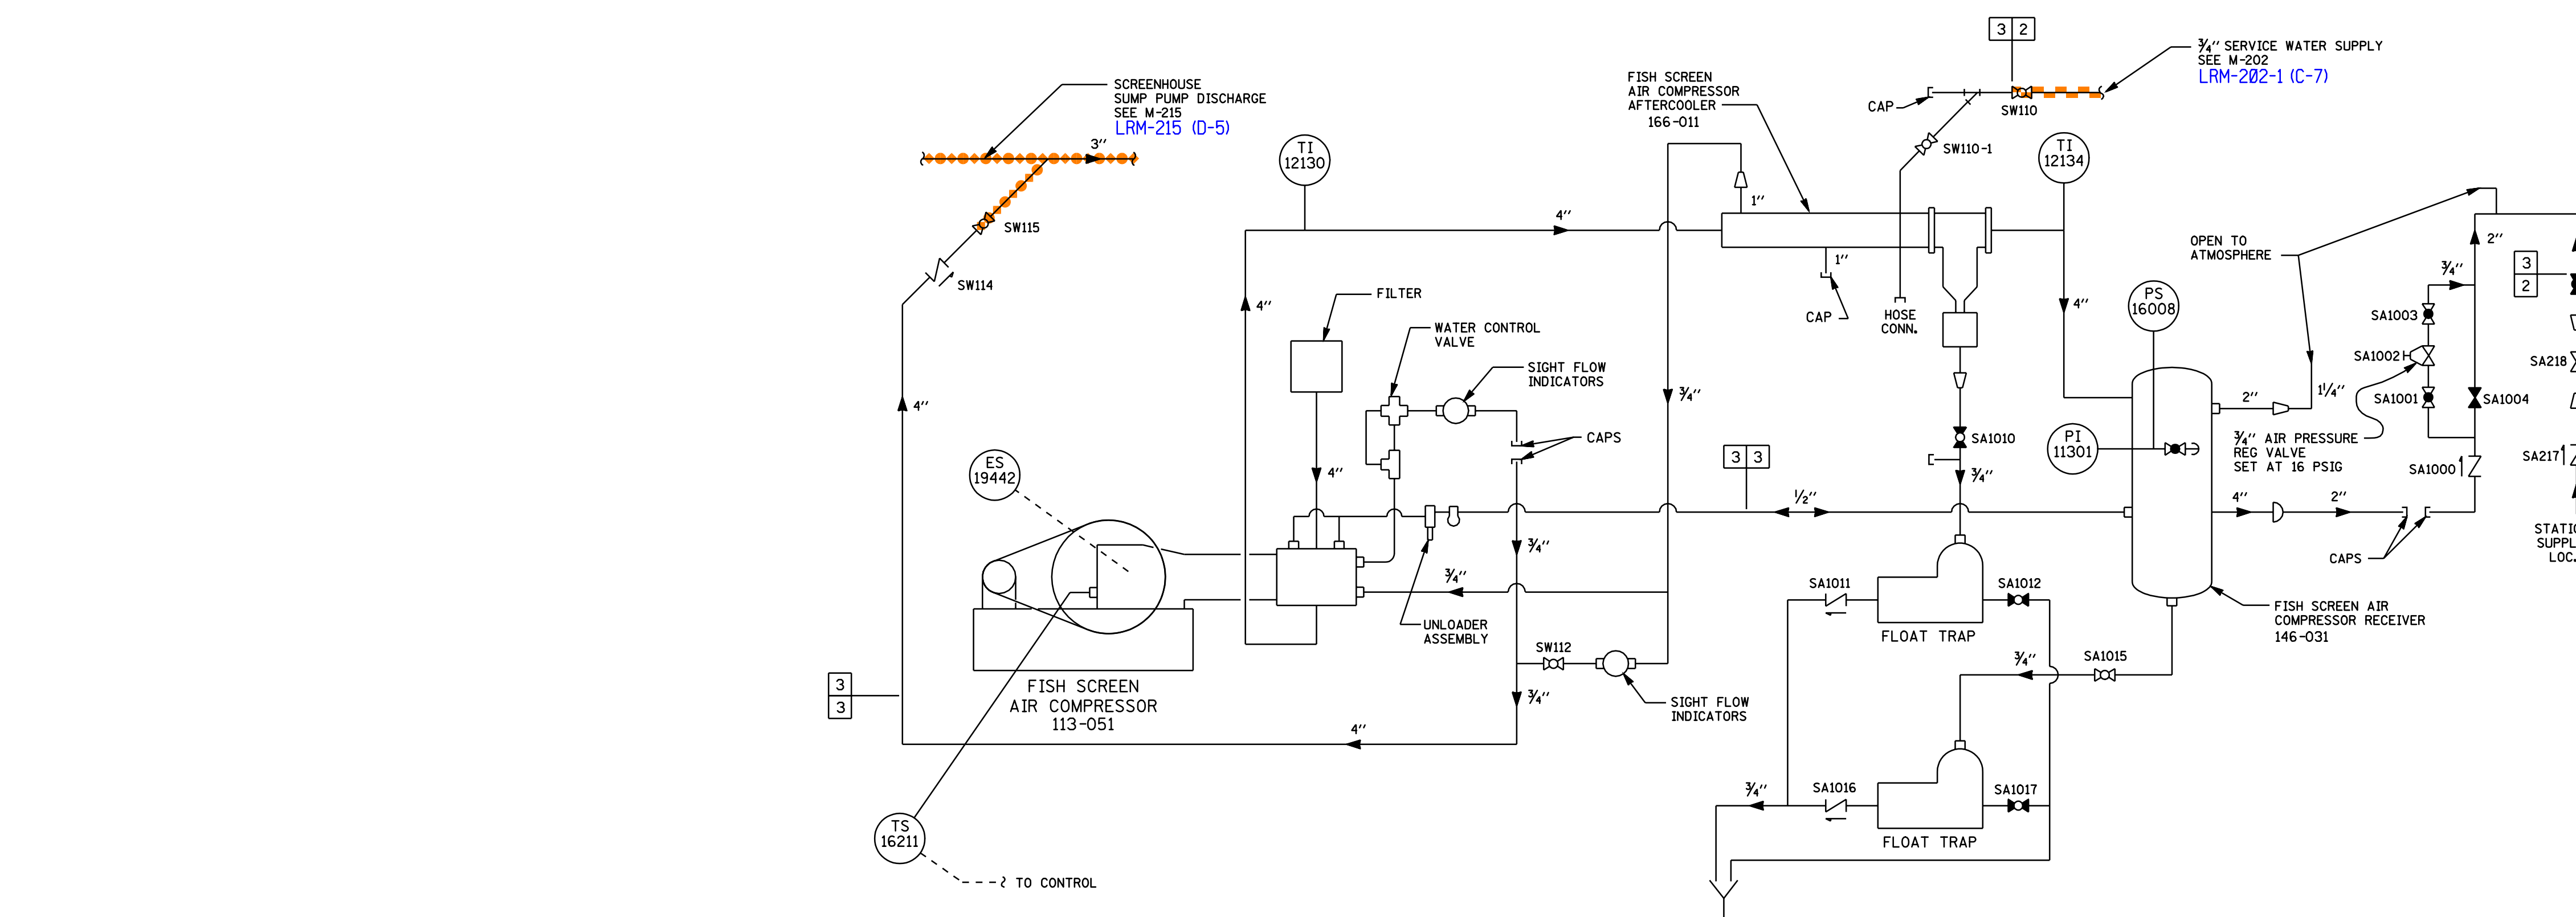 3 2
¾" SERVICE WATER SUPPLY
SEE M-202
LRM-202-1 (C-7)
SCREENHOUSE
SUMP PUMP DISCHARGE
SEE M-215
LRM-215 (D-5)
3"
FISH SCREEN
AIR COMPRESSOR
AFTERCOOLER
166-011
CAP
SW110
SW110-1
TI
12130
TI
12134
SW115
SW114
4"
1"
1"
CAP
HOSE
CONN.
4"
4"
4"
FILTER
WATER CONTROL
VALVE
SIGHT FLOW
INDICATORS
CAPS
4"
¾"
OPEN TO
ATMOSPHERE
2"
¾"
3
2
PS
16008
SA1003
SA1002
SA1001
SA1004
SA218
2"
1¼"
¾" AIR PRESSURE
REG VALVE
SET AT 16 PSIG
SA1000
SA217
PI
11301
SA1010
¾"
3 3
½"
4"
2"
CAPS
STATIC
SUPPL
LOC.
ES
19442
¾"
¾"
UNLOADER
ASSEMBLY
SA1011
SA1012
FLOAT TRAP
FISH SCREEN AIR
COMPRESSOR RECEIVER
146-031
SW112
¾"
SIGHT FLOW
INDICATORS
¾"
SA1015
3
3
FISH SCREEN
AIR COMPRESSOR
113-051
4"
¾"
SA1016
SA1017
FLOAT TRAP
TS
16211
TO CONTROL